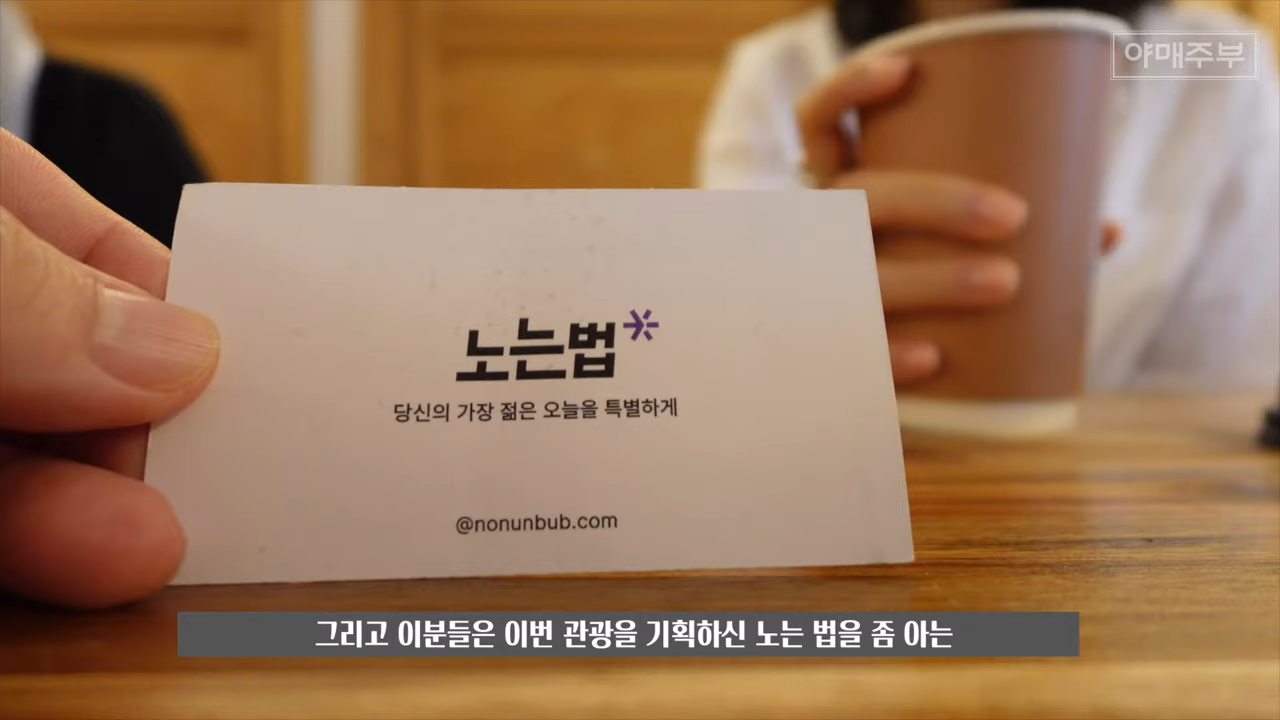 야매주부
노는법
당신의 가장 젊은 오늘을 특별하게
@nonunbub.com
그리고 이분들은 이번 관광을 기획하신 노는 법을 좀 아는